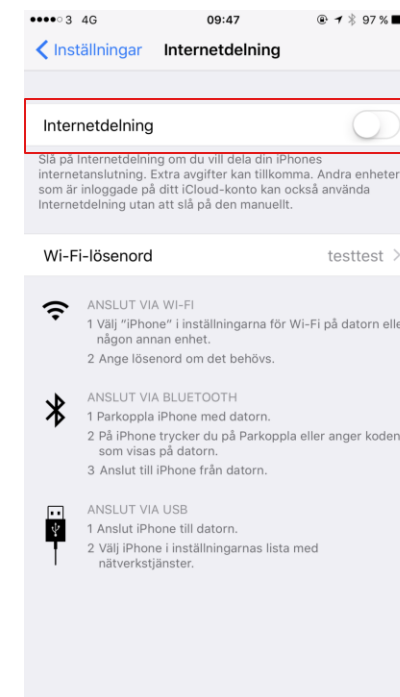 3 4G 09:47 97 %
Inställningar Internetdelning
Internetdelning
Slå på Internetdelning om du vill dela din iPhones
internetanslutning. Extra avgifter kan tillkomma. Andra enheter
som är inloggade på ditt iCloud-konto kan också använda
Internetdelning utan att slå på den manuellt.
Wi-Fi-lösenord testtest
ANSLUT VIA WI-FI
1 Välj ”iPhone” i inställningarna för Wi-Fi på datorn elle
någon annan enhet.
2 Ange lösenord om det behövs.
ANSLUT VIA BLUETOOTH
1 Parkoppla iPhone med datorn.
2 På iPhone trycker du på Parkoppla eller anger koden
som visas på datorn.
3 Anslut till iPhone från datorn.
ANSLUT VIA USB
1 Anslut iPhone till datorn.
2 Välj iPhone i inställningarnas lista med
nätverkstjänster.